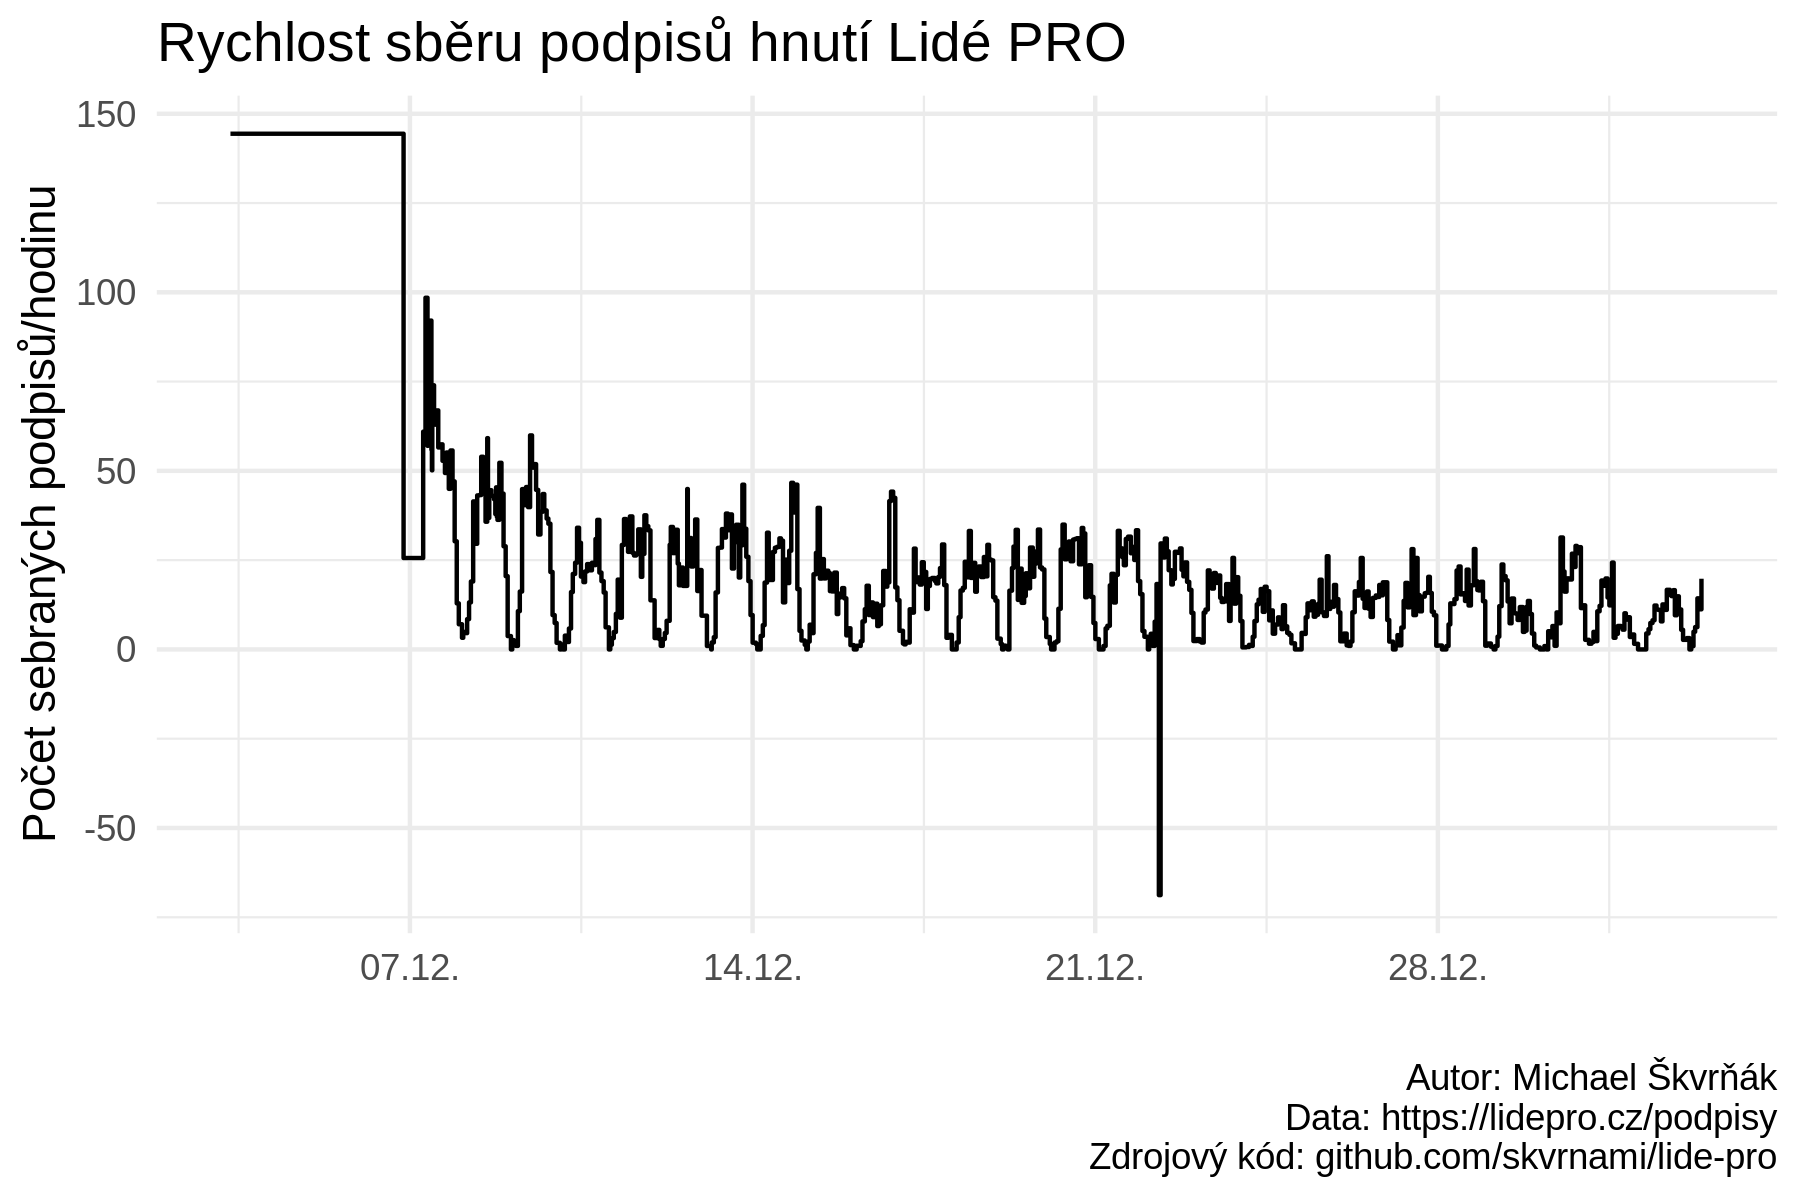 Rychlost sběru podpisů hnutí Lidé PRO
Počet sebraných podpisů/hodinu
150
100
50
0
-50
07.12.
14.12.
21.12.
28.12.
Autor: Michael Škvrňák
Data: https://lidepro.cz/podpisy
Zdrojový kód: github.com/skvrnami/lide-pro